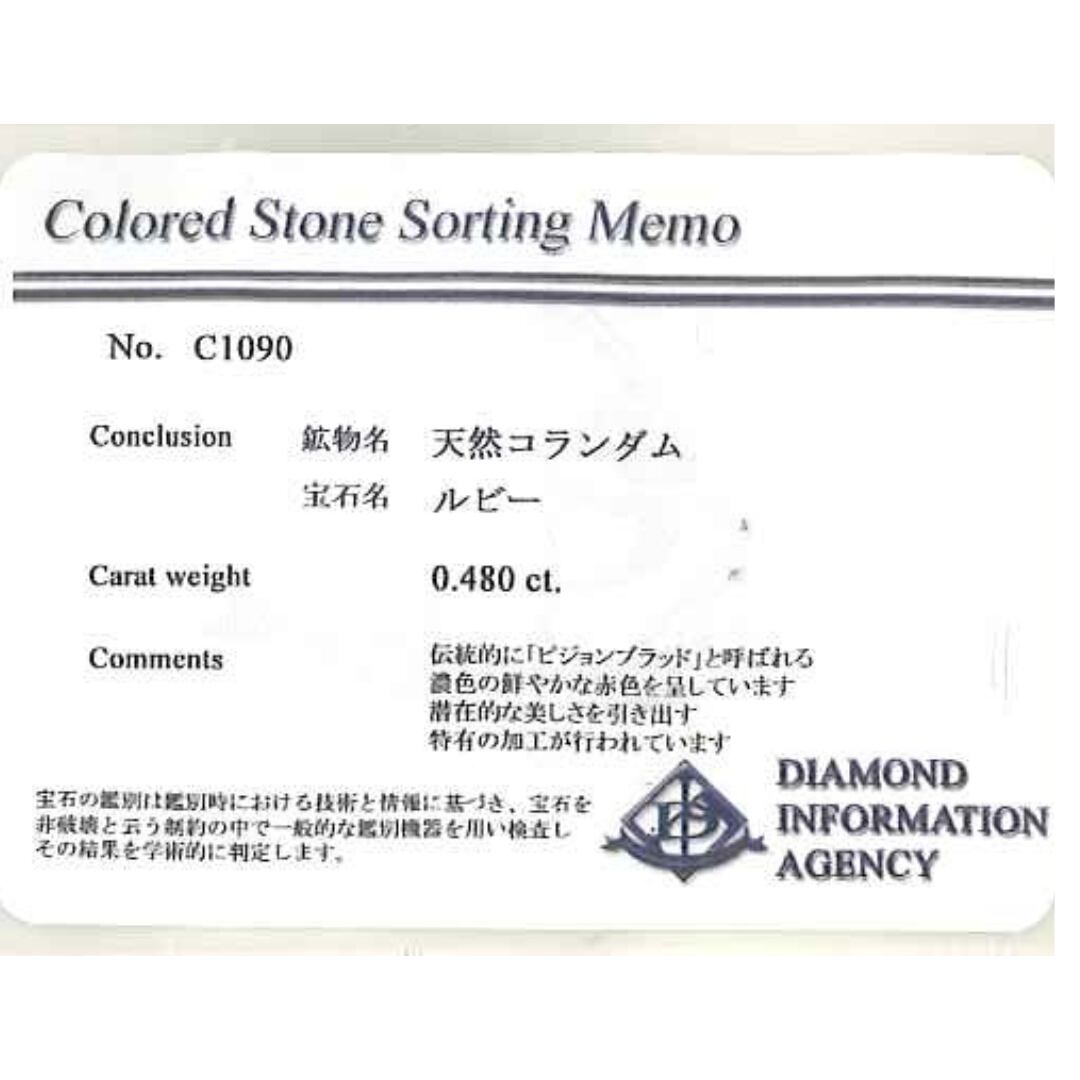 Colored Stone Sorting Memo
No. C1090
Conclusion 鉱物名 天然コランダム
宝石名 ルビー
Carat weight 0.480 ct.
Comments 伝統的に「ピジョンブラッド」と呼ばれる
濃色の鮮やかな赤色を呈しています
潜在的な美しさを引き出す
特有の加工が行われています
宝石の鑑別は鑑別時における技術と情報に基づき、宝石を
非破壊と云う制約の中で一般的な鑑別機器を用い検査し
その結果を学術的に判定します。
DIAMOND
INFORMATION
AGENCY